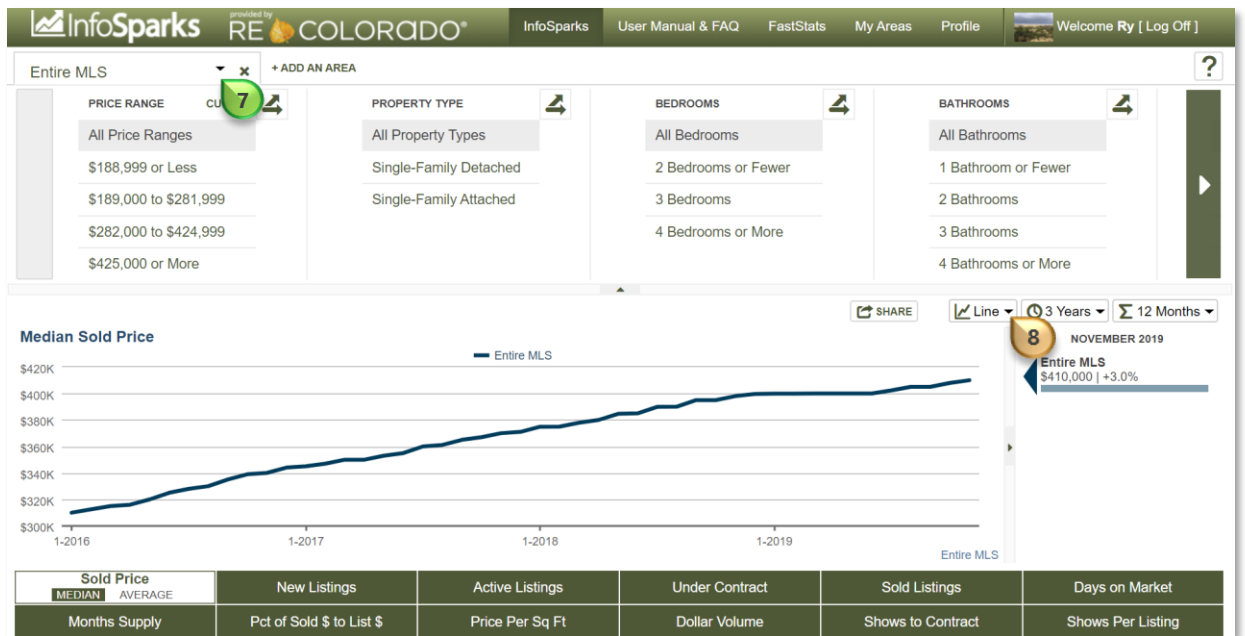 InfoSparks provided by RE COLORADO® InfoSparks User Manual & FAQ FastStats My Areas Profile Welcome Ry [ Log Off ]
Entire MLS + ADD AN AREA ?
7
PRICE RANGE CU PROPERTY TYPE BEDROOMS BATHROOMS
All Price Ranges All Property Types All Bedrooms All Bathrooms
$188,999 or Less Single-Family Detached 2 Bedrooms or Fewer 1 Bathroom or Fewer
$189,000 to $281,999 Single-Family Attached 3 Bedrooms 2 Bathrooms
$282,000 to $424,999 4 Bedrooms or More 3 Bathrooms
$425,000 or More 4 Bathrooms or More
SHARE Line 3 Years 12 Months
8
Median Sold Price NOVEMBER 2019
Entire MLS
Entire MLS
$410,000 | +3.0%
$420K
$400K
$380K
$360K
$340K
$320K
$300K
1-2016 1-2017 1-2018 1-2019
Entire MLS
Sold Price
MEDIAN AVERAGE New Listings Active Listings Under Contract Sold Listings Days on Market
Months Supply Pct of Sold $ to List $ Price Per Sq Ft Dollar Volume Shows to Contract Shows Per Listing